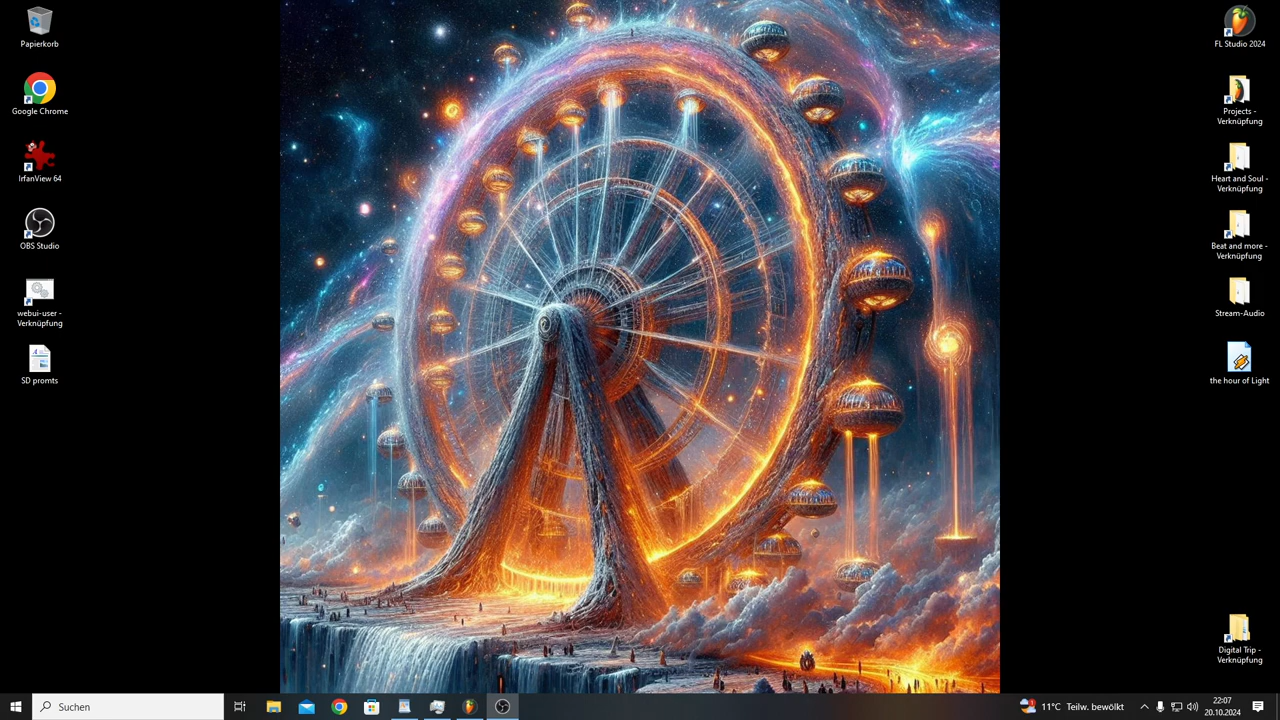 Papierkorb
Google Chrome
IrfanView 64
OBS Studio
webui-user -
Verknüpfung
SD promts
FL Studio 2024
Projects -
Verknüpfung
Heart and Soul -
Verknüpfung
Beat and more -
Verknüpfung
Stream-Audio
the hour of Light
Digital Trip -
Verknüpfung
Suchen
11°C Teilw. bewölkt
22:07
20.10.2024